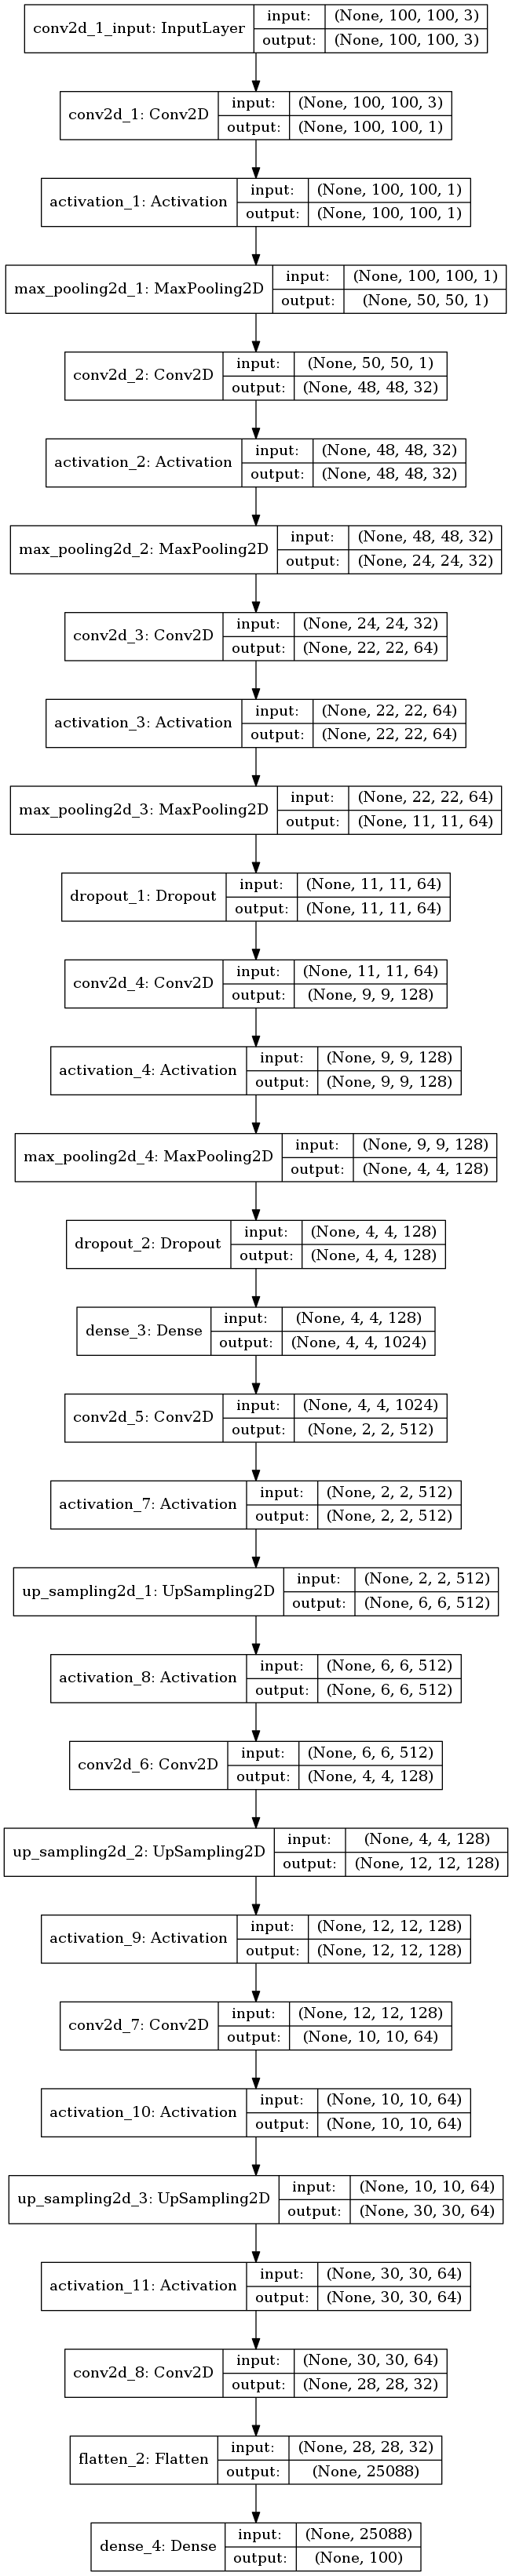 conv2d_1_input: InputLayer input: (None, 100, 100, 3)
output: (None, 100, 100, 3)
conv2d_1: Conv2D input: (None, 100, 100, 3)
output: (None, 100, 100, 1)
activation_1: Activation input: (None, 100, 100, 1)
output: (None, 100, 100, 1)
max_pooling2d_1: MaxPooling2D input: (None, 100, 100, 1)
output: (None, 50, 50, 1)
conv2d_2: Conv2D input: (None, 50, 50, 1)
output: (None, 48, 48, 32)
activation_2: Activation input: (None, 48, 48, 32)
output: (None, 48, 48, 32)
max_pooling2d_2: MaxPooling2D input: (None, 48, 48, 32)
output: (None, 24, 24, 32)
conv2d_3: Conv2D input: (None, 24, 24, 32)
output: (None, 22, 22, 64)
activation_3: Activation input: (None, 22, 22, 64)
output: (None, 22, 22, 64)
max_pooling2d_3: MaxPooling2D input: (None, 22, 22, 64)
output: (None, 11, 11, 64)
dropout_1: Dropout input: (None, 11, 11, 64)
output: (None, 11, 11, 64)
conv2d_4: Conv2D input: (None, 11, 11, 64)
output: (None, 9, 9, 128)
activation_4: Activation input: (None, 9, 9, 128)
output: (None, 9, 9, 128)
max_pooling2d_4: MaxPooling2D input: (None, 9, 9, 128)
output: (None, 4, 4, 128)
dropout_2: Dropout input: (None, 4, 4, 128)
output: (None, 4, 4, 128)
dense_3: Dense input: (None, 4, 4, 128)
output: (None, 4, 4, 1024)
conv2d_5: Conv2D input: (None, 4, 4, 1024)
output: (None, 2, 2, 512)
activation_7: Activation input: (None, 2, 2, 512)
output: (None, 2, 2, 512)
up_sampling2d_1: UpSampling2D input: (None, 2, 2, 512)
output: (None, 6, 6, 512)
activation_8: Activation input: (None, 6, 6, 512)
output: (None, 6, 6, 512)
conv2d_6: Conv2D input: (None, 6, 6, 512)
output: (None, 4, 4, 128)
up_sampling2d_2: UpSampling2D input: (None, 4, 4, 128)
output: (None, 12, 12, 128)
activation_9: Activation input: (None, 12, 12, 128)
output: (None, 12, 12, 128)
conv2d_7: Conv2D input: (None, 12, 12, 128)
output: (None, 10, 10, 64)
activation_10: Activation input: (None, 10, 10, 64)
output: (None, 10, 10, 64)
up_sampling2d_3: UpSampling2D input: (None, 10, 10, 64)
output: (None, 30, 30, 64)
activation_11: Activation input: (None, 30, 30, 64)
output: (None, 30, 30, 64)
conv2d_8: Conv2D input: (None, 30, 30, 64)
output: (None, 28, 28, 32)
flatten_2: Flatten input: (None, 28, 28, 32)
output: (None, 25088)
dense_4: Dense input: (None, 25088)
output: (None, 100)